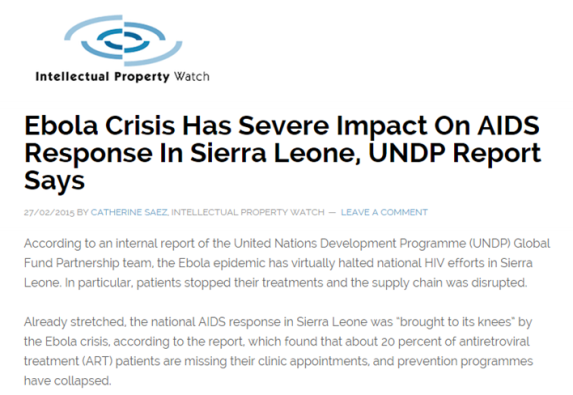 Intellectual Property Watch
Ebola Crisis Has Severe Impact On AIDS
Response In Sierra Leone, UNDP Report
Says
27/02/2015 BY CATHERINE SAEZ, INTELLECTUAL PROPERTY WATCH — LEAVE A COMMENT
According to an internal report of the United Nations Development Programme (UNDP) Global
Fund Partnership team, the Ebola epidemic has virtually halted national HIV efforts in Sierra
Leone. In particular, patients stopped their treatments and the supply chain was disrupted.
Already stretched, the national AIDS response in Sierra Leone was "brought to its knees" by
the Ebola crisis, according to the report, which found that about 20 percent of antiretroviral
treatment (ART) patients are missing their clinic appointments, and prevention programmes
have collapsed.